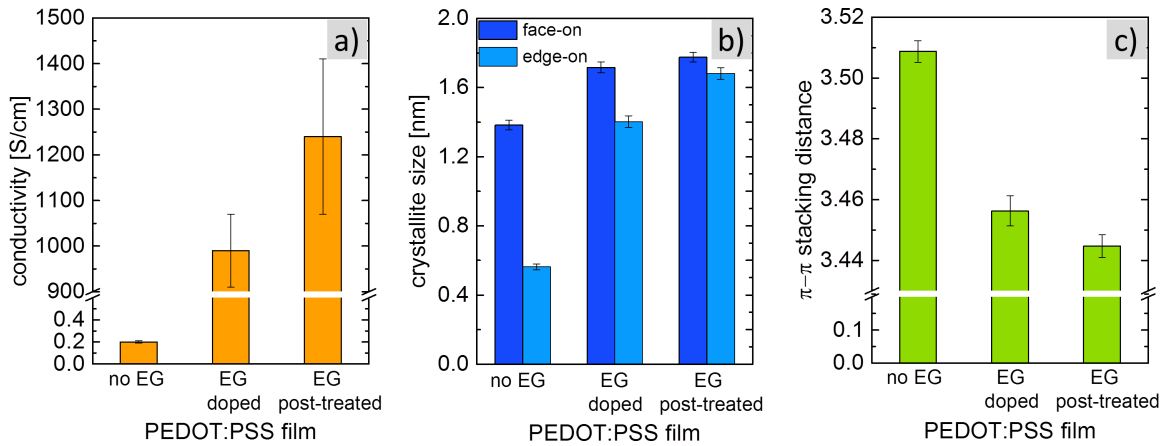 a)
conductivity [S/cm]
1500
1400
1300
1200
1100
1000
900
0.4
0.2
0.0
no EG
EG
doped
EG
post-treated
PEDOT:PSS film
b)
face-on
edge-on
crystallite size [nm]
2.0
1.6
1.2
0.8
0.4
0.0
no EG
EG
doped
EG
post-treated
PEDOT:PSS film
c)
π−π stacking distance
3.52
3.50
3.48
3.46
3.44
0.1
0.0
no EG
EG
doped
EG
post-treated
PEDOT:PSS film